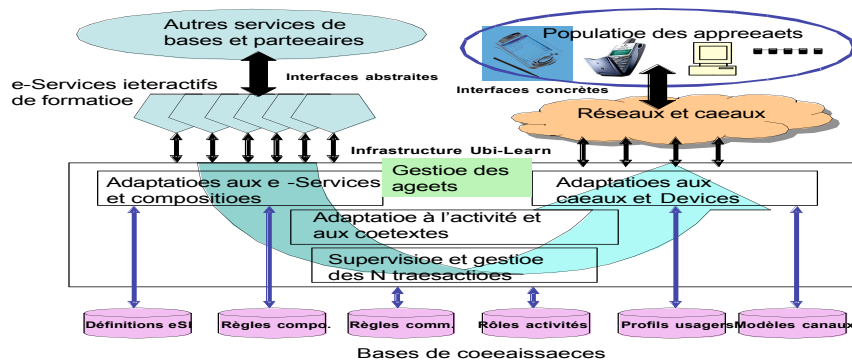 Autres services de
bases et parteeaires
Populatioe des appreeaets
Interfaces abstraites
e-Services ieteractifs
de formatioe
Interfaces concrètes
Réseaux et caeaux
Infrastructure Ubi-Learn
Gestioe des
ageets
Adaptatioes aux e -Services
et compositioes
Adaptatioes aux
caeaux et Devices
Adaptatioe à l’activité et
aux coetextes
Supervisioe et gestioe
des N traesactioes
Définitions eSI
Règles compo.
Règles comm.
Rôles activités
Profils usagers
Modèles canaux
Bases de coeeaissaeces